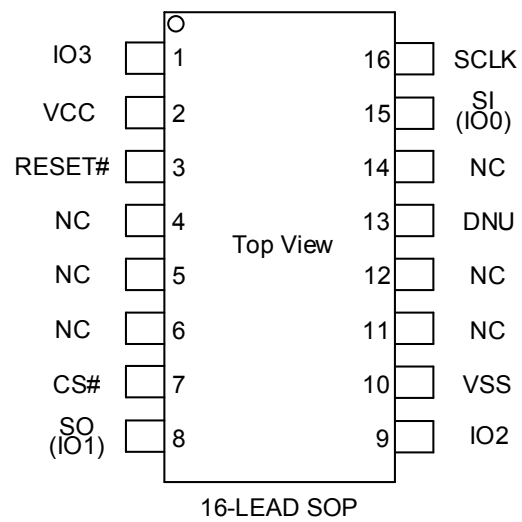 IO3 1 16 SCLK
VCC 2 15 SI
(IO0)
RESET# 3 14 NC
NC 4 13 DNU
Top View
NC 5 12 NC
NC 6 11 NC
CS# 7 10 VSS
SO
(IO1) 8 9 IO2
16-LEAD SOP